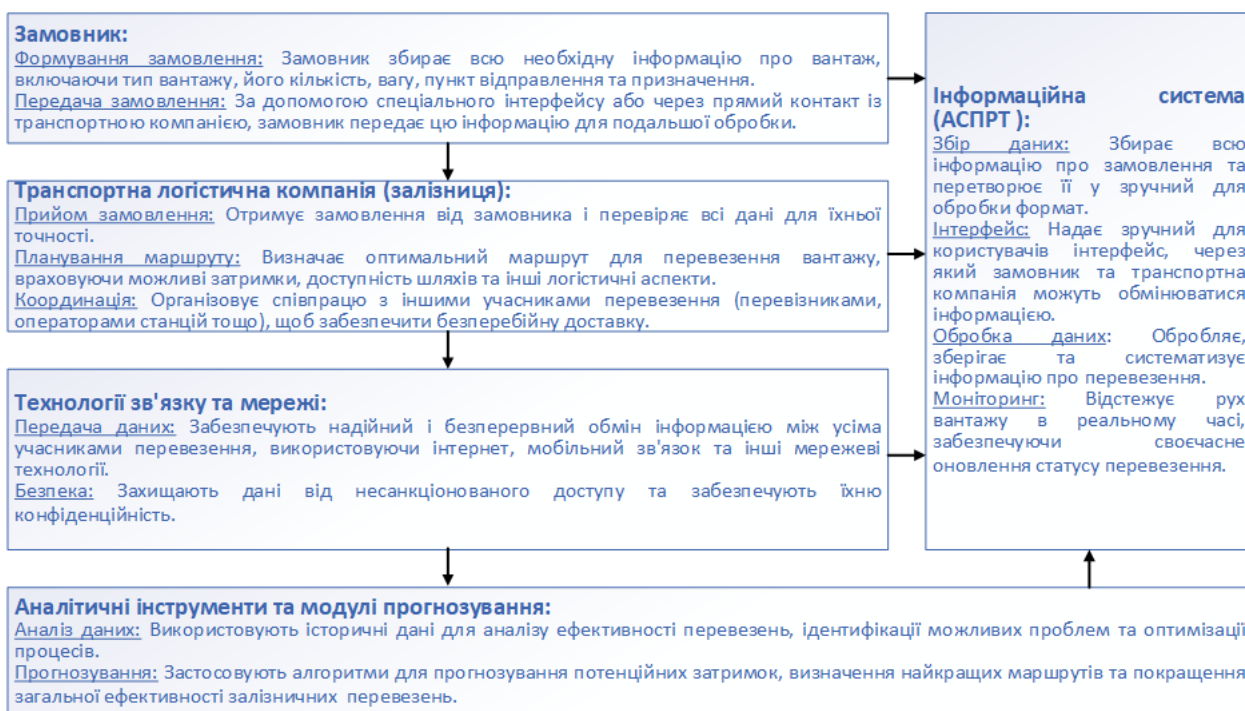 Замовник:
Формування замовлення: Замовник збирає всю необхідну інформацію про вантаж,
включаючи тип вантажу, його кількість, вагу, пункт відправлення та призначення.
Передача замовлення: За допомогою спеціального інтерфейсу або через прямий контакт із
транспортною компанією, замовник передає цю інформацію для подальшої обробки.
Транспортна логістична компанія (залізниця):
Прийом замовлення: Отримує замовлення від замовника і перевіряє всі дані для їхньої
точності.
Планування маршруту: Визначає оптимальний маршрут для перевезення вантажу,
враховуючи можливі затримки, доступність шляхів та інші логістичні аспекти.
Координація: Організовує співпрацю з іншими учасниками перевезення (перевізниками,
операторами станцій тощо), щоб забезпечити безперебійну доставку.
Технології зв'язку та мережі:
Передача даних: Забезпечують надійний і безперервний обмін інформацією між усіма
учасниками перевезення, використовуючи інтернет, мобільний зв'язок та інші мережеві
технології.
Безпека: Захищають дані від несанкціонованого доступу та забезпечують їхню
конфіденційність.
Інформаційна система
(АСПРТ ):
Збір даних: Збирає всю
інформацію про замовлення та
перетворює її у зручний для
обробки формат.
Інтерфейс: Надає зручний для
користувачів інтерфейс, через
який замовник та транспортна
компанія можуть обмінюватися
інформацією.
Обробка даних: Обробляє,
зберігає та систематизує
інформацію про перевезення.
Моніторинг: Відстежує рух
вантажу в реальному часі,
забезпечуючи своєчасне
оновлення статусу перевезення.
Аналітичні інструменти та модулі прогнозування:
Аналіз даних: Використовують історичні дані для аналізу ефективності перевезень, ідентифікації можливих проблем та оптимізації
процесів.
Прогнозування: Застосовують алгоритми для прогнозування потенційних затримок, визначення найкращих маршрутів та покращення
загальної ефективності залізничних перевезень.